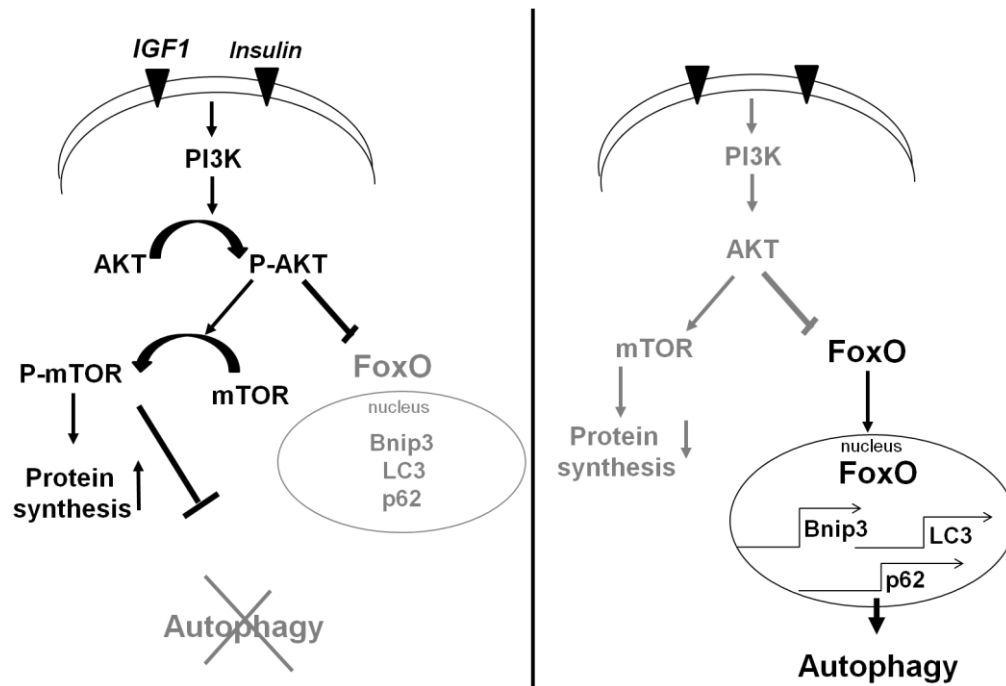 IGF1
Insulin
PI3K
AKT
P-AKT
P-mTOR
mTOR
FoxO
nucleus
Bnip3
LC3
p62
Protein
synthesis
Autophagy
PI3K
AKT
mTOR
FoxO
Protein
synthesis
nucleus
FoxO
Bnip3
LC3
p62
Autophagy